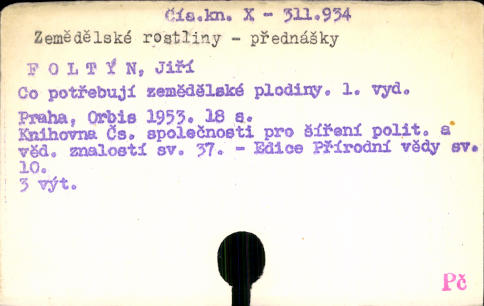 Čís.kn. X - 311.934
Zemědělské rostliny - přednášky
F O L T Ý N, Jiří
Co potřebují zemědělské plodiny. 1. vyd.
Praha, Orbis 1953. 18 s.
Knihovna Čs. společnosti pro šíření polit. a
věd. znalostí sv. 37. - Edice Přírodní vědy sv.
10.
3 výt.
Pč